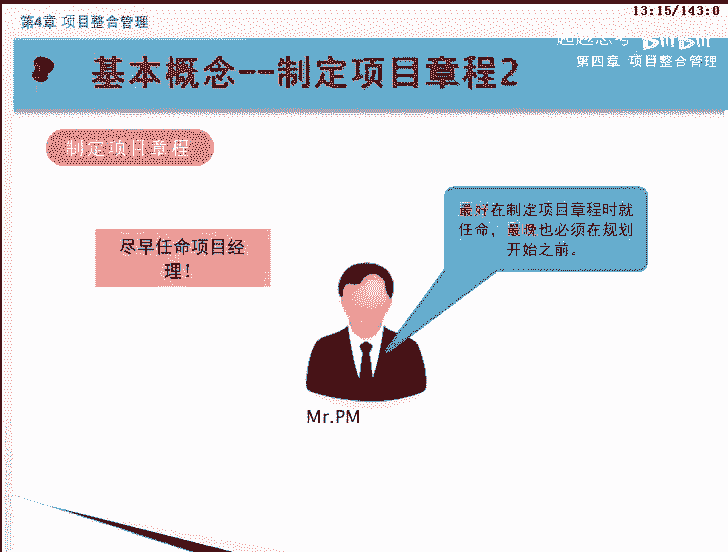 第4章 项目整合管理
13:15/143:0
第四章 项目整合管理
基本概念--制定项目章程2
制定项目章程
最好在制定项目章程时就
任命，最晚也必须在规划
开始之前。
尽早任命项目经
理！
Mr.PM